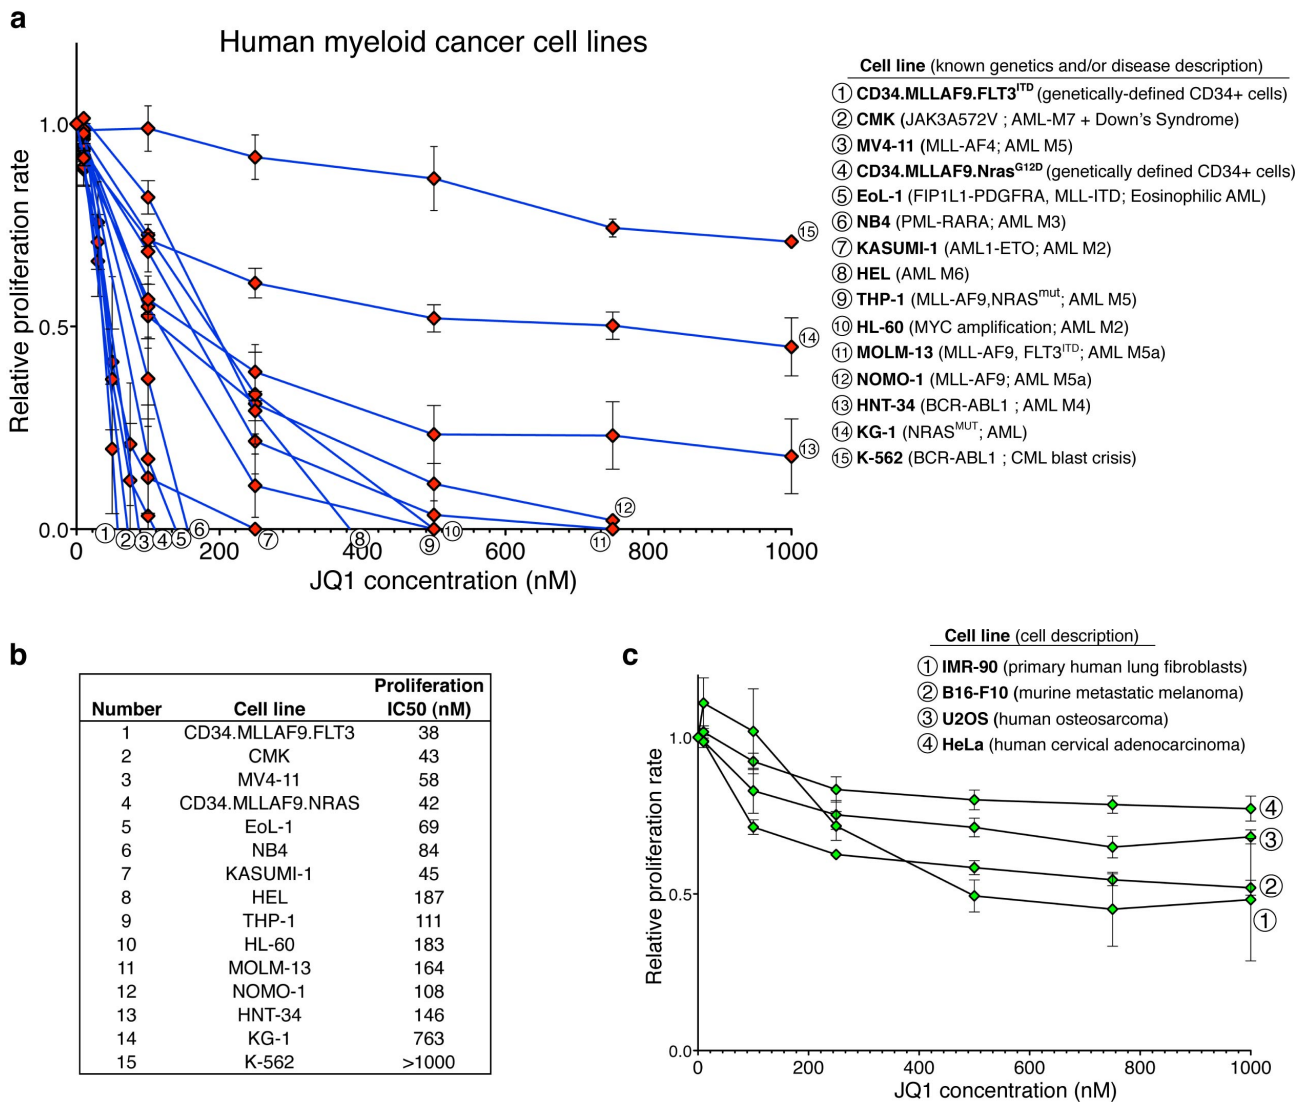 a
Human myeloid cancer cell lines
Relative proliferation rate
1.0
0.5
0.0
0 200 400 600 800 1000
JQ1 concentration (nM)
① ② ③ ④ ⑤ ⑥ ⑦ ⑧ ⑨ ⑩ ⑪ ⑫ ⑬ ⑭ ⑮
Cell line (known genetics and/or disease description)
① CD34.MLLAF9.FLT3ITD (genetically-defined CD34+ cells)
② CMK (JAK3A572V ; AML-M7 + Down's Syndrome)
③ MV4-11 (MLL-AF4; AML M5)
④ CD34.MLLAF9.NrasG12D (genetically defined CD34+ cells)
⑤ EoL-1 (FIP1L1-PDGFRA, MLL-ITD; Eosinophilic AML)
⑥ NB4 (PML-RARA; AML M3)
⑦ KASUMI-1 (AML1-ETO; AML M2)
⑧ HEL (AML M6)
⑨ THP-1 (MLL-AF9,NRASmut; AML M5)
⑩ HL-60 (MYC amplification; AML M2)
⑪ MOLM-13 (MLL-AF9, FLT3ITD; AML M5a)
⑫ NOMO-1 (MLL-AF9; AML M5a)
⑬ HNT-34 (BCR-ABL1 ; AML M4)
⑭ KG-1 (NRASMUT; AML)
⑮ K-562 (BCR-ABL1 ; CML blast crisis)
b
Number Cell line Proliferation IC50 (nM)
1 CD34.MLLAF9.FLT3 38
2 CMK 43
3 MV4-11 58
4 CD34.MLLAF9.NRAS 42
5 EoL-1 69
6 NB4 84
7 KASUMI-1 45
8 HEL 187
9 THP-1 111
10 HL-60 183
11 MOLM-13 164
12 NOMO-1 108
13 HNT-34 146
14 KG-1 763
15 K-562 >1000
c
Cell line (cell description)
① IMR-90 (primary human lung fibroblasts)
② B16-F10 (murine metastatic melanoma)
③ U2OS (human osteosarcoma)
④ HeLa (human cervical adenocarcinoma)
Relative proliferation rate
1.0
0.5
0.0
④
③
②
①
0 200 400 600 800 1000
JQ1 concentration (nM)